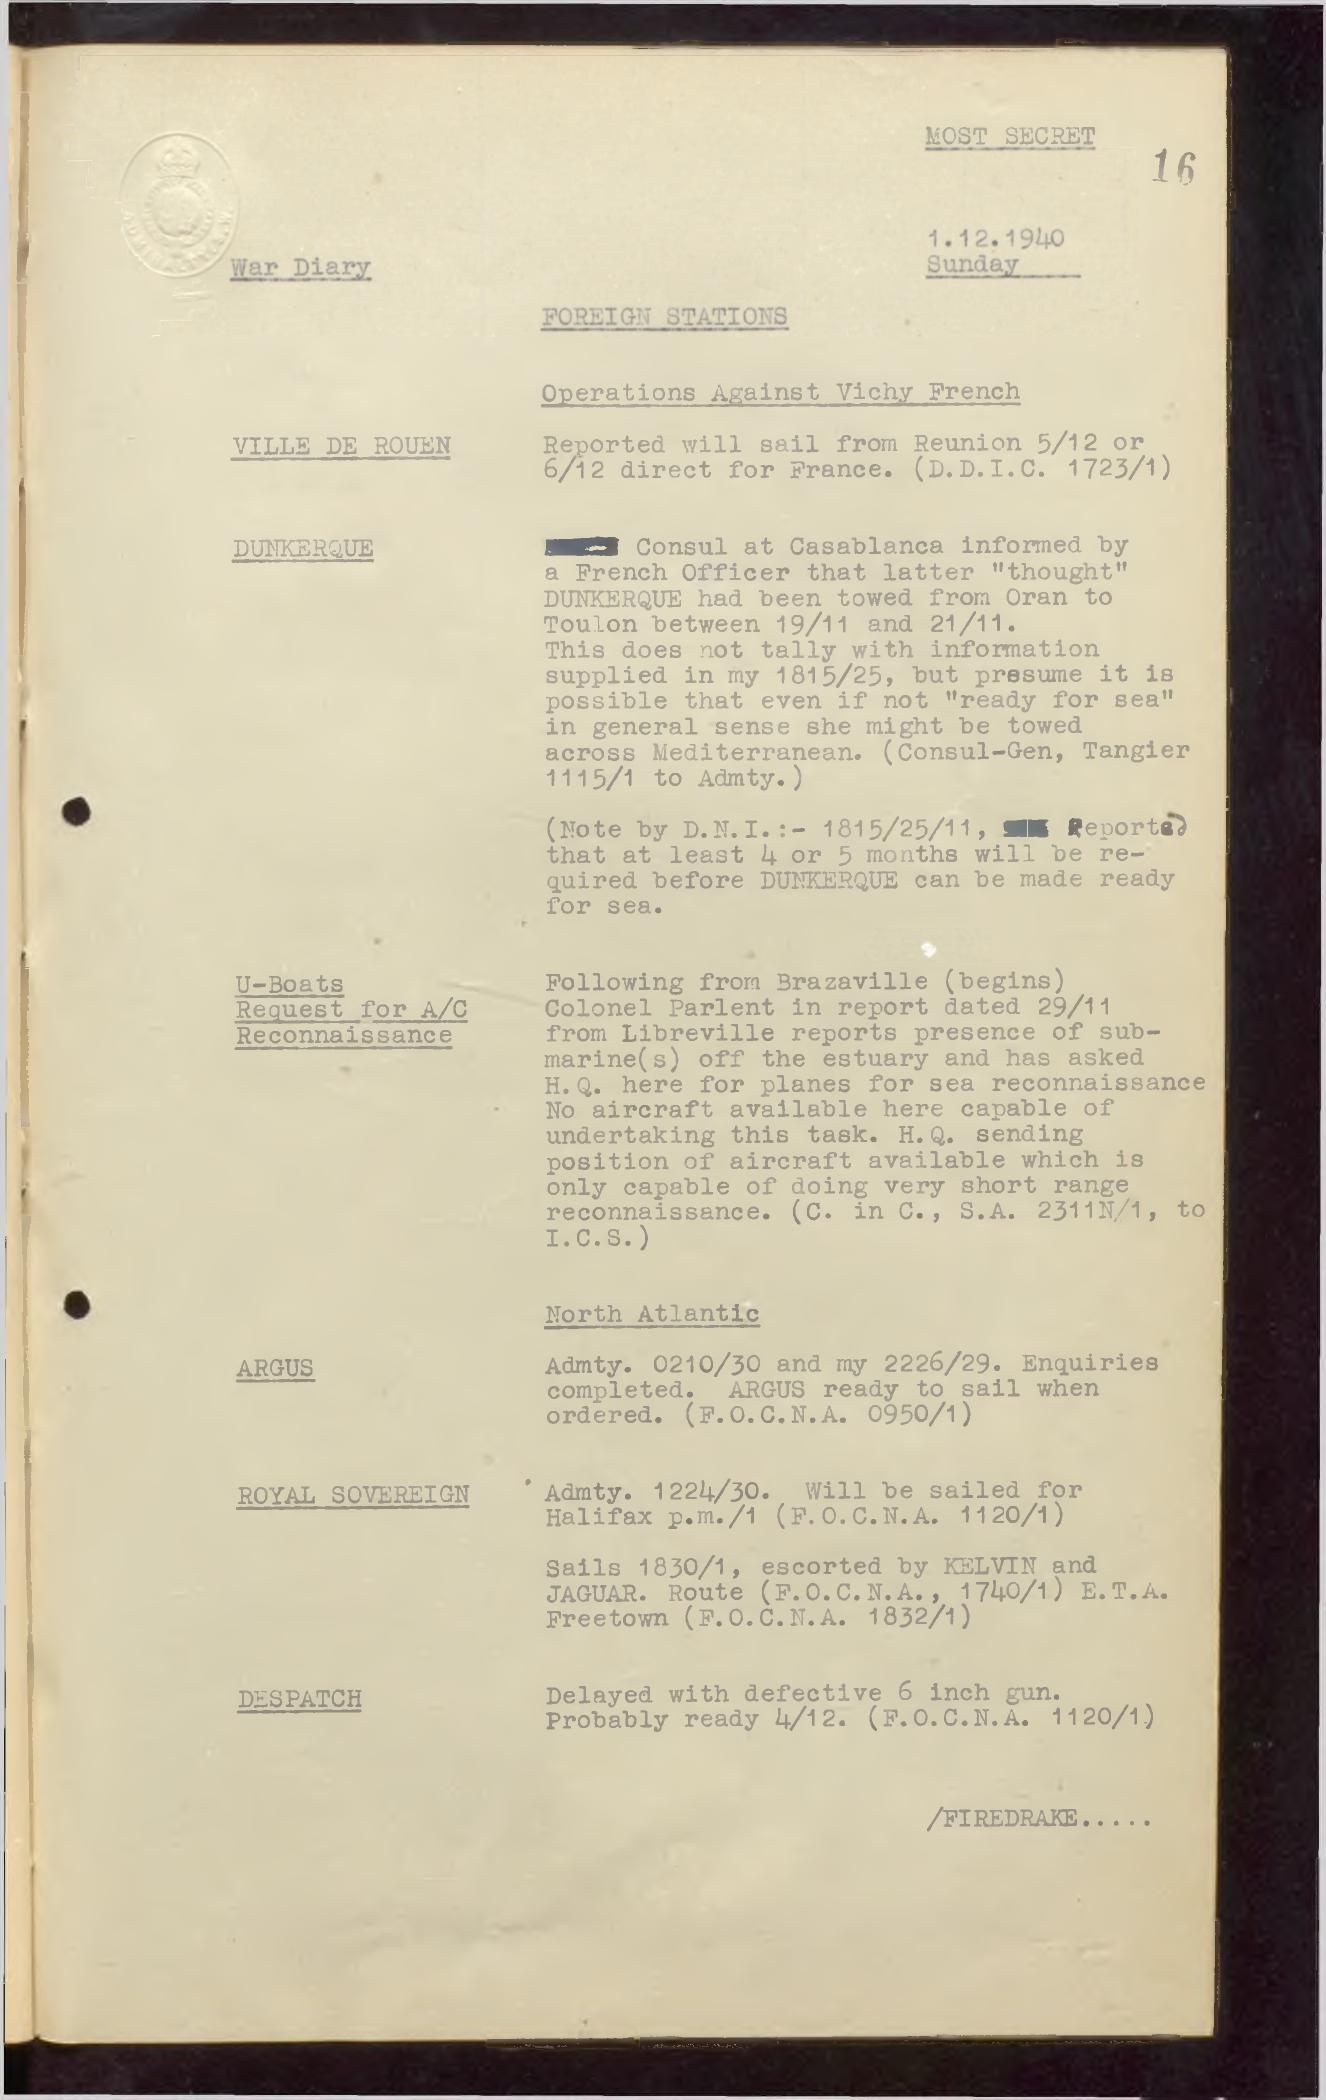 MOST SECRET
16
1.12.1940
War Diary
Sunday
FOREIGN STATIONS
Operations Against Vichy French
VILLE DE ROUEN
Reported will sail from Reunion 5/12 or
6/12 direct for France. (D.D.I.C. 1723/1)
DUNKERQUE
Consul at Casablanca informed by
a French Officer that latter "thought"
DUNKERQUE had been towed from Oran to
Toulon between 19/11 and 21/11.
This does not tally with information
supplied in my 1815/25, but presume it is
possible that even if not "ready for sea"
in general sense she might be towed
across Mediterranean. (Consul-Gen, Tangier
1115/1 to Admty.)
(Note by D.N.I.:- 1815/25/11, Reported
that at least 4 or 5 months will be re-
quired before DUNKERQUE can be made ready
for sea.
U-Boats
Request for A/C
Reconnaissance
Following from Brazaville (begins)
Colonel Parlent in report dated 29/11
from Libreville reports presence of sub-
marine(s) off the estuary and has asked
H.Q. here for planes for sea reconnaissance
No aircraft available here capable of
undertaking this task. H.Q. sending
position of aircraft available which is
only capable of doing very short range
reconnaissance. (C. in C., S.A. 2311N/1, to
I.C.S.)
North Atlantic
ARGUS
Admty. 0210/30 and my 2226/29. Enquiries
completed. ARGUS ready to sail when
ordered. (F.O.C.N.A. 0950/1)
ROYAL SOVEREIGN
Admty. 1224/30. Will be sailed for
Halifax p.m./1 (F.O.C.N.A. 1120/1)
Sails 1830/1, escorted by KELVIN and
JAGUAR. Route (F.O.C.N.A., 1740/1) E.T.A.
Freetown (F.O.C.N.A. 1832/1)
DESPATCH
Delayed with defective 6 inch gun.
Probably ready 4/12. (F.O.C.N.A. 1120/1)
/FIREDRAKE.....